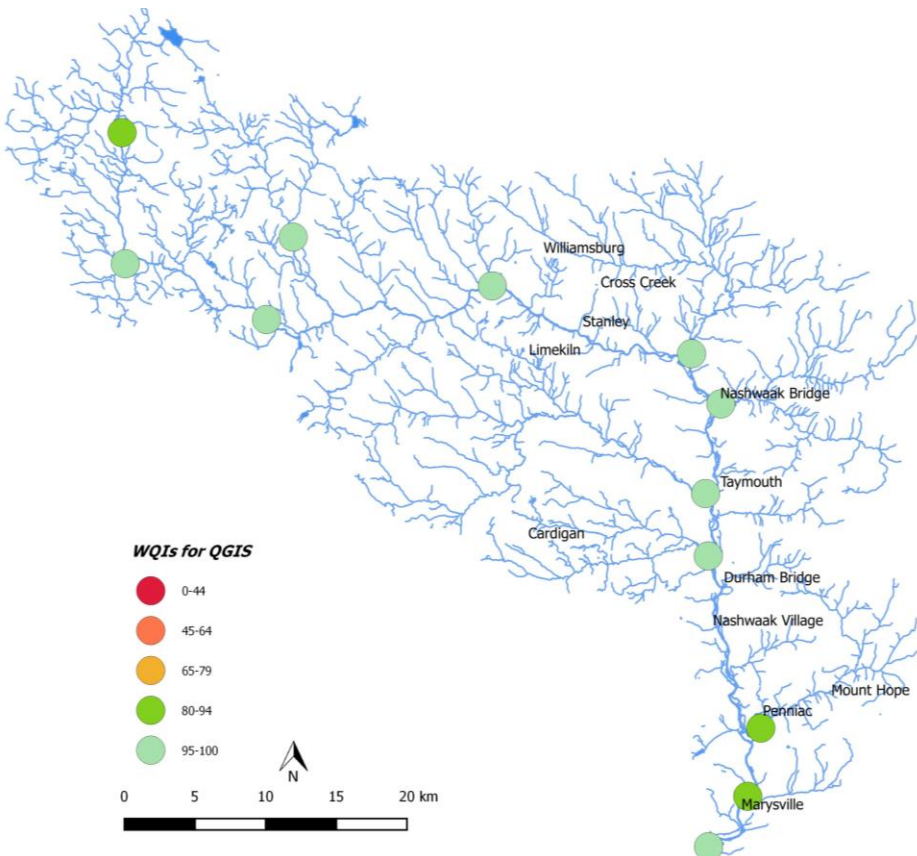 Williamsburg
Cross Creek
Stanley
Limekiln
Nashwaak Bridge
Taymouth
Cardigan
Durham Bridge
Nashwaak Village
Mount Hope
Penniac
Marysville
WQIs for QGIS
0-44
45-64
65-79
80-94
95-100
N
0 5 10 15 20 km